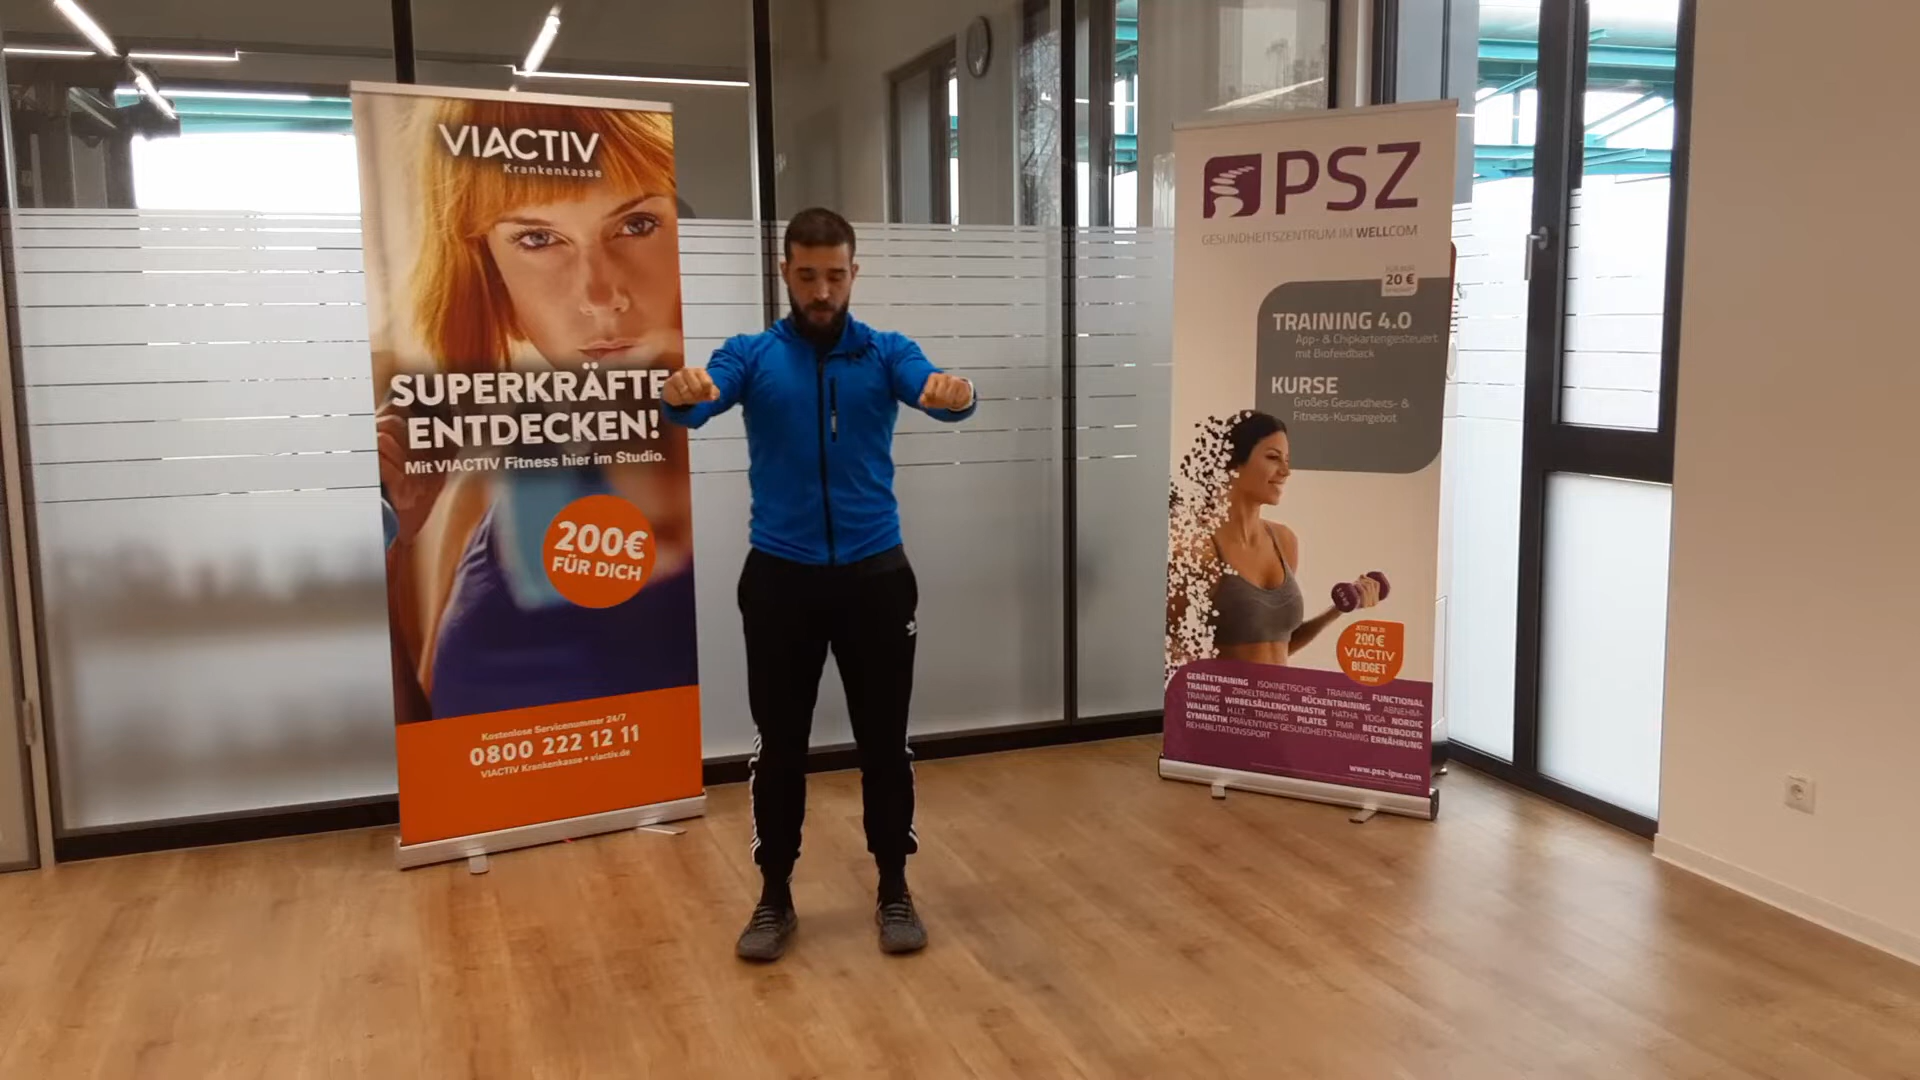 VIACTIV
Krankenkasse
SUPERKRÄFTE
ENTDECKEN!
Mit VIACTIV Fitness hier im Studio.
200€
FÜR DICH
Kostenlose Servicenummer 24/7
0800 222 12 11
VIACTIV Krankenkasse • viactiv.de
PSZ
GESUNDHEITSZENTRUM IM WELLCOM
20 €
TRAINING 4.0
App- & Chipkartengesteuert
mit Biofeedback
KURSE
Großes Gesundheits- &
Fitness-Kursangebot
JETZT BIS ZU
200€
VIACTIV
BUDGET
GERÄTETRAINING ISOKINETISCHES TRAINING FUNCTIONAL
TRAINING ZIRKELTRAINING RÜCKENTRAINING ABNEHM-
TRAINING WIRBELSÄULENGYMNASTIK HATHA YOGA NORDIC
WALKING H.I.I.T. TRAINING PILATES PMR BECKENBODEN
GYMNASTIK PRÄVENTIVES GESUNDHEITSTRAINING ERNÄHRUNG
REHABILITATIONSSPORT
www.psz-ipw.com